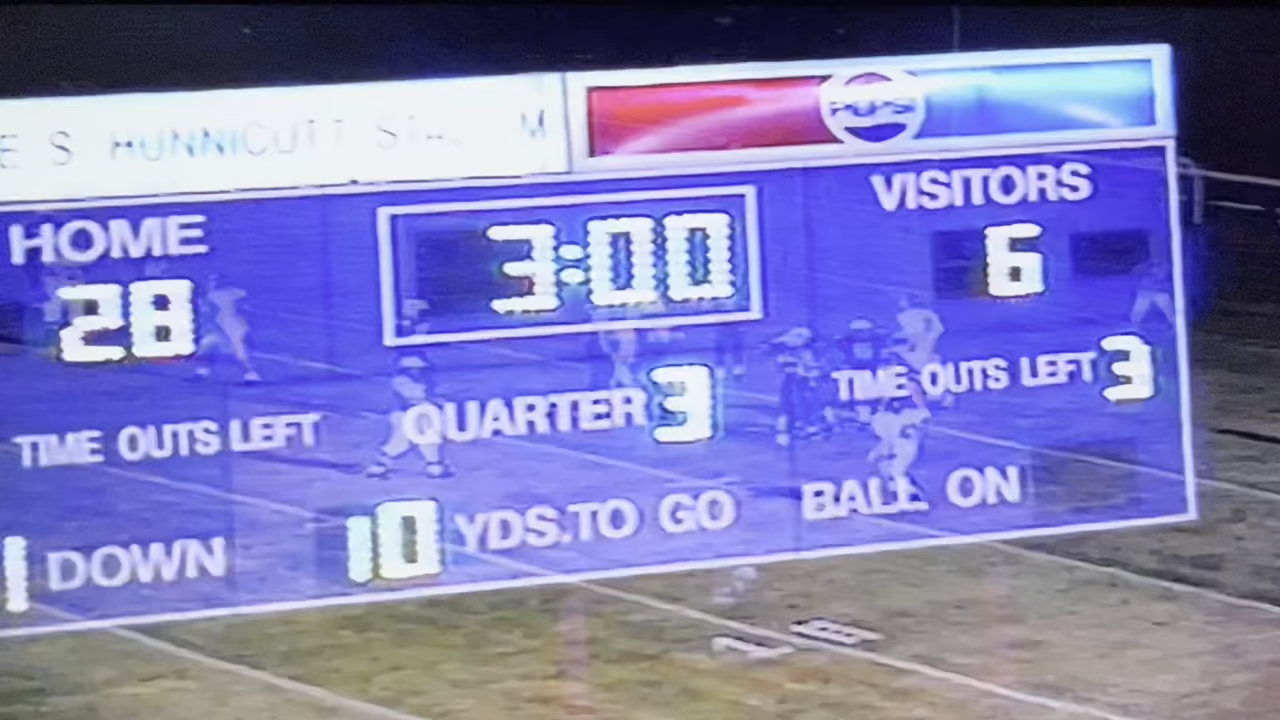 E S HUNNICUTT STA M
PEPSI
HOME
28
3:00
VISITORS
6
TIME OUTS LEFT
QUARTER 3
TIME OUTS LEFT 3
1 DOWN
10 YDS.TO GO
BALL ON